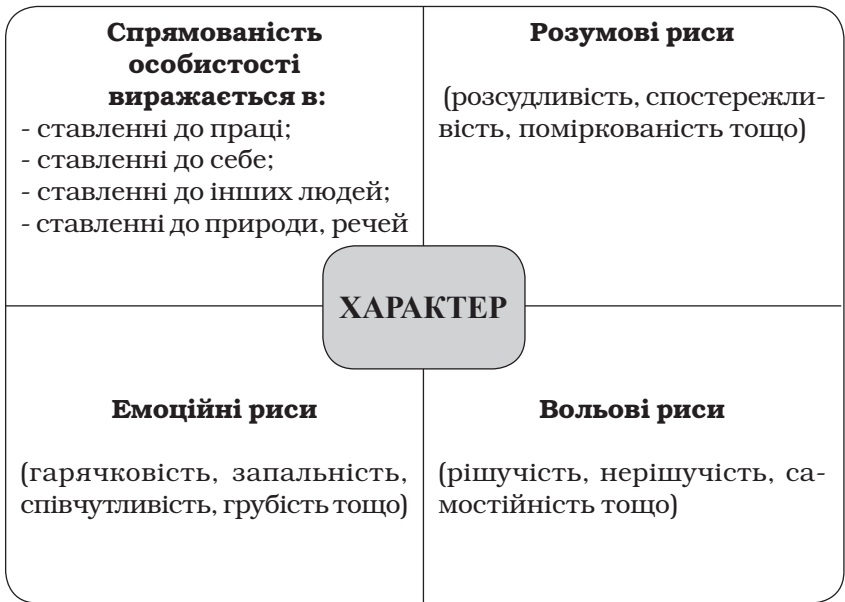 Спрямованість
особистості
виражається в:
- ставленні до праці;
- ставленні до себе;
- ставленні до інших людей;
- ставленні до природи, речей
Розумові риси
(розсудливість, спостережли-
вість, поміркованість тощо)
ХАРАКТЕР
Емоційні риси
(гарячковість, запальність,
співчутливість, грубість тощо)
Вольові риси
(рішучість, нерішучість, са-
мостійність тощо)